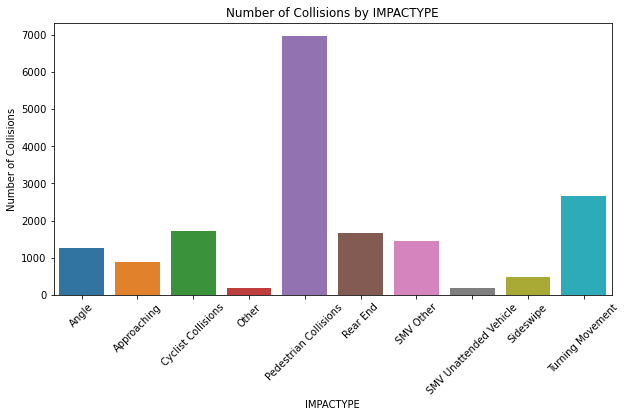 Number of Collisions by IMPACTYPE
Number of Collisions
7000
6000
5000
4000
3000
2000
1000
0
Angle
Approaching
Cyclist Collisions
Other
Pedestrian Collisions
Rear End
SMV Other
SMV Unattended Vehicle
Sideswipe
Turning Movement
IMPACTYPE